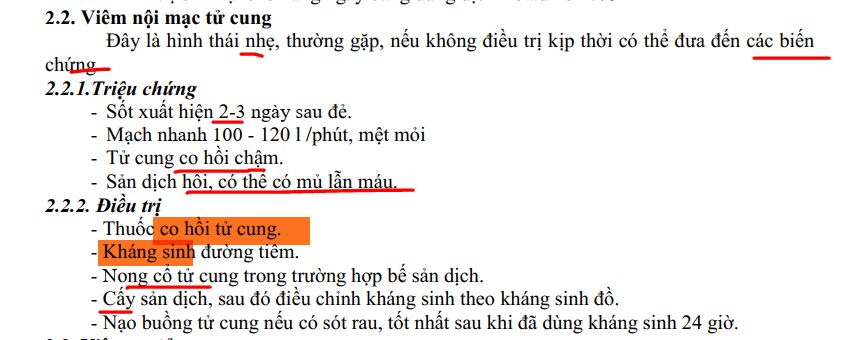 2.2. Viêm nội mạc tử cung
Đây là hình thái nhẹ, thường gặp, nếu không điều trị kịp thời có thể đưa đến các biến
chứng
2.2.1.Triệu chứng
- Sốt xuất hiện 2-3 ngày sau đẻ.
- Mạch nhanh 100 - 120 l/phút, mệt mỏi
- Tử cung co hồi chậm.
- Sản dịch hôi, có thể có mủ lẫn máu.
2.2.2. Điều trị
- Thuốc co hồi tử cung.
- Kháng sinh đường tiêm.
- Nong cổ tử cung trong trường hợp bế sản dịch.
- Cấy sản dịch, sau đó điều chỉnh kháng sinh theo kháng sinh đồ.
- Nạo buồng tử cung nếu có sót rau, tốt nhất sau khi đã dùng kháng sinh 24 giờ.